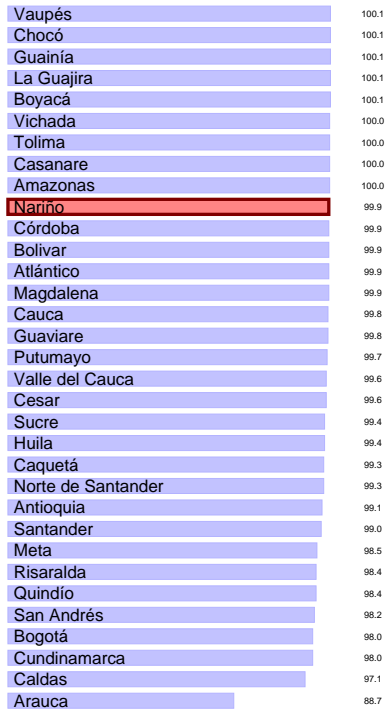 Vaupés 100.1
Chocó 100.1
Guainía 100.1
La Guajira 100.1
Boyacá 100.1
Vichada 100.0
Tolima 100.0
Casanare 100.0
Amazonas 100.0
Nariño 99.9
Córdoba 99.9
Bolivar 99.9
Atlántico 99.9
Magdalena 99.9
Cauca 99.8
Guaviare 99.8
Putumayo 99.7
Valle del Cauca 99.6
Cesar 99.6
Sucre 99.4
Huila 99.4
Caquetá 99.3
Norte de Santander 99.3
Antioquia 99.1
Santander 99.0
Meta 98.5
Risaralda 98.4
Quindío 98.4
San Andrés 98.2
Bogotá 98.0
Cundinamarca 98.0
Caldas 97.1
Arauca 88.7